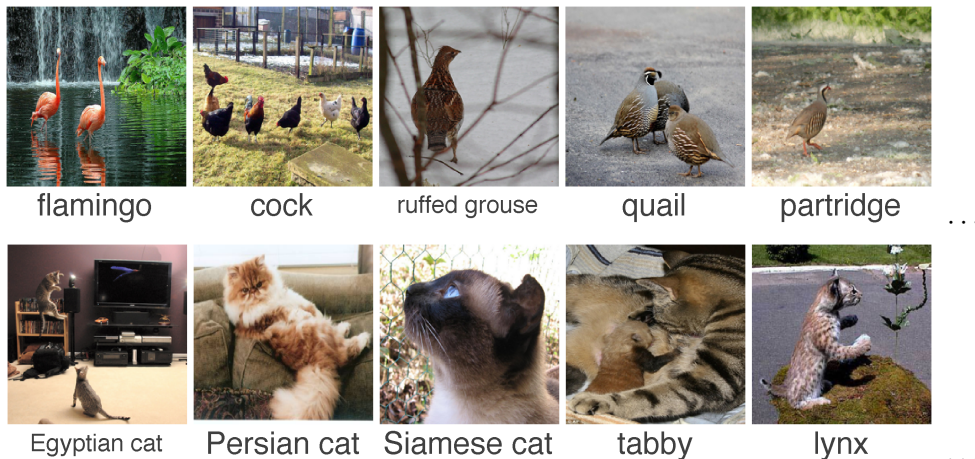 flamingo
cock
ruffed grouse
quail
partridge
. . .
Egyptian cat
Persian cat
Siamese cat
tabby
lynx